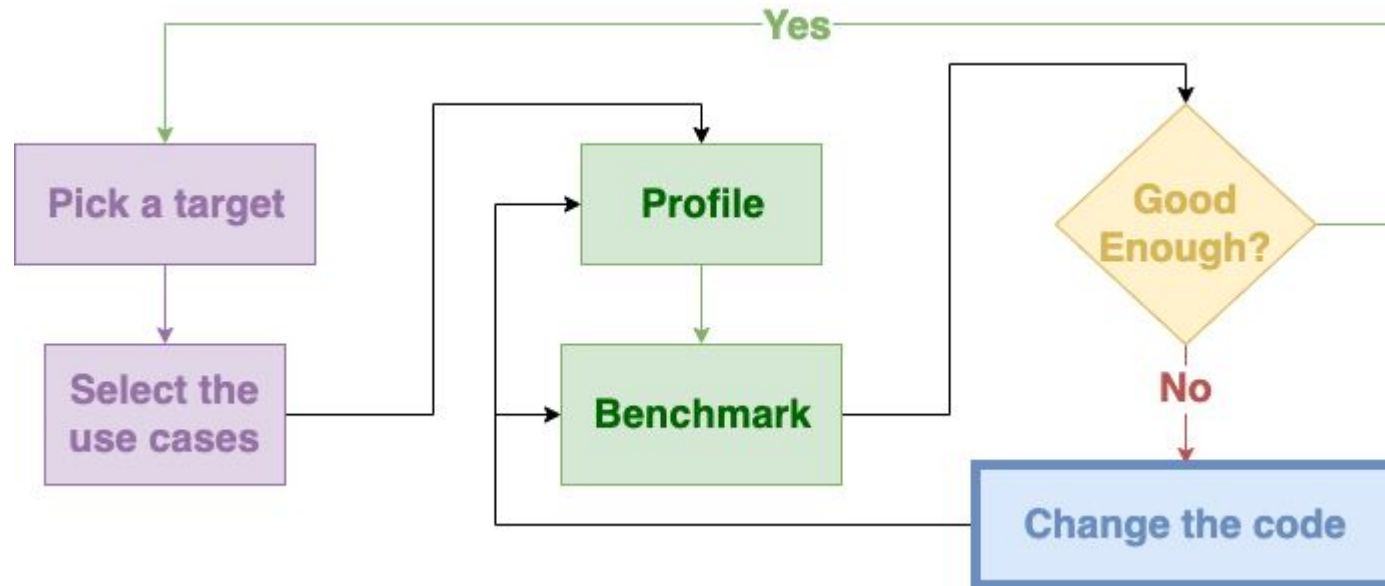 Yes
Pick a target
Profile
Good
Enough?
Select the
use cases
Benchmark
No
Change the code